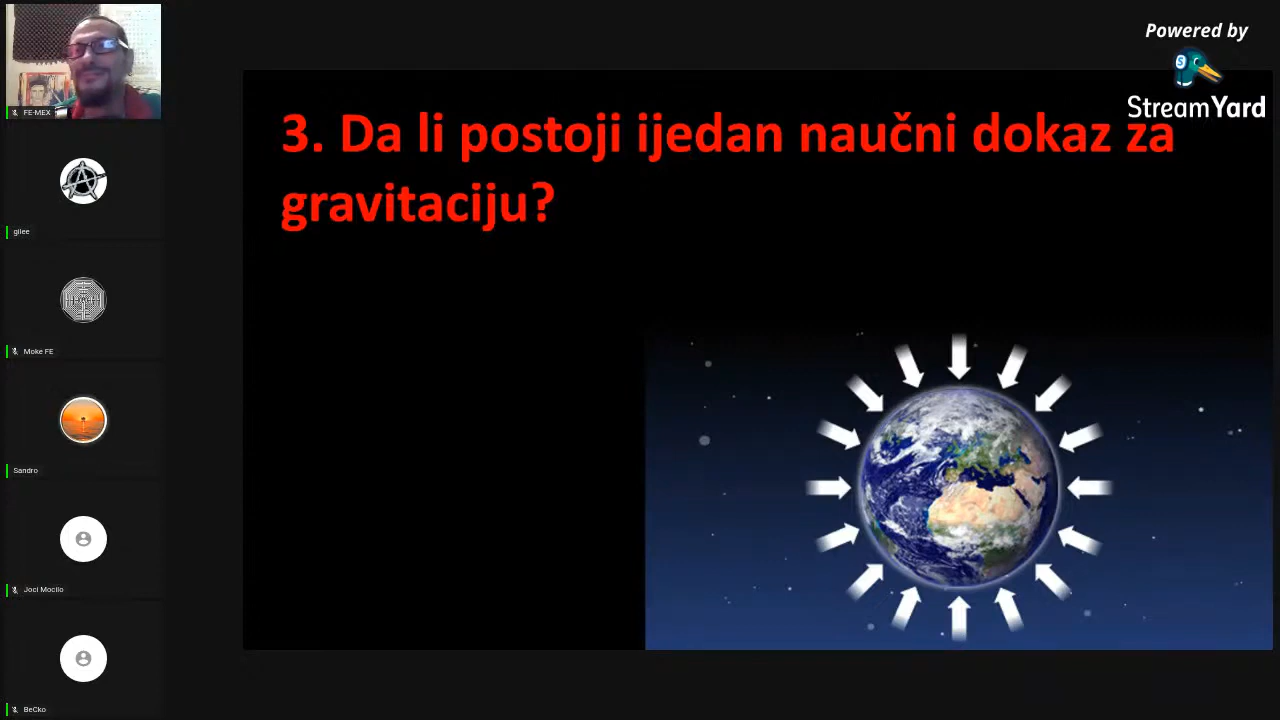 Powered by
StreamYard
3. Da li postoji ijedan naučni dokaz za
gravitaciju?
FE-MEX
gilee
Moke FE
Sandro
Joci Mocilo
BeCko